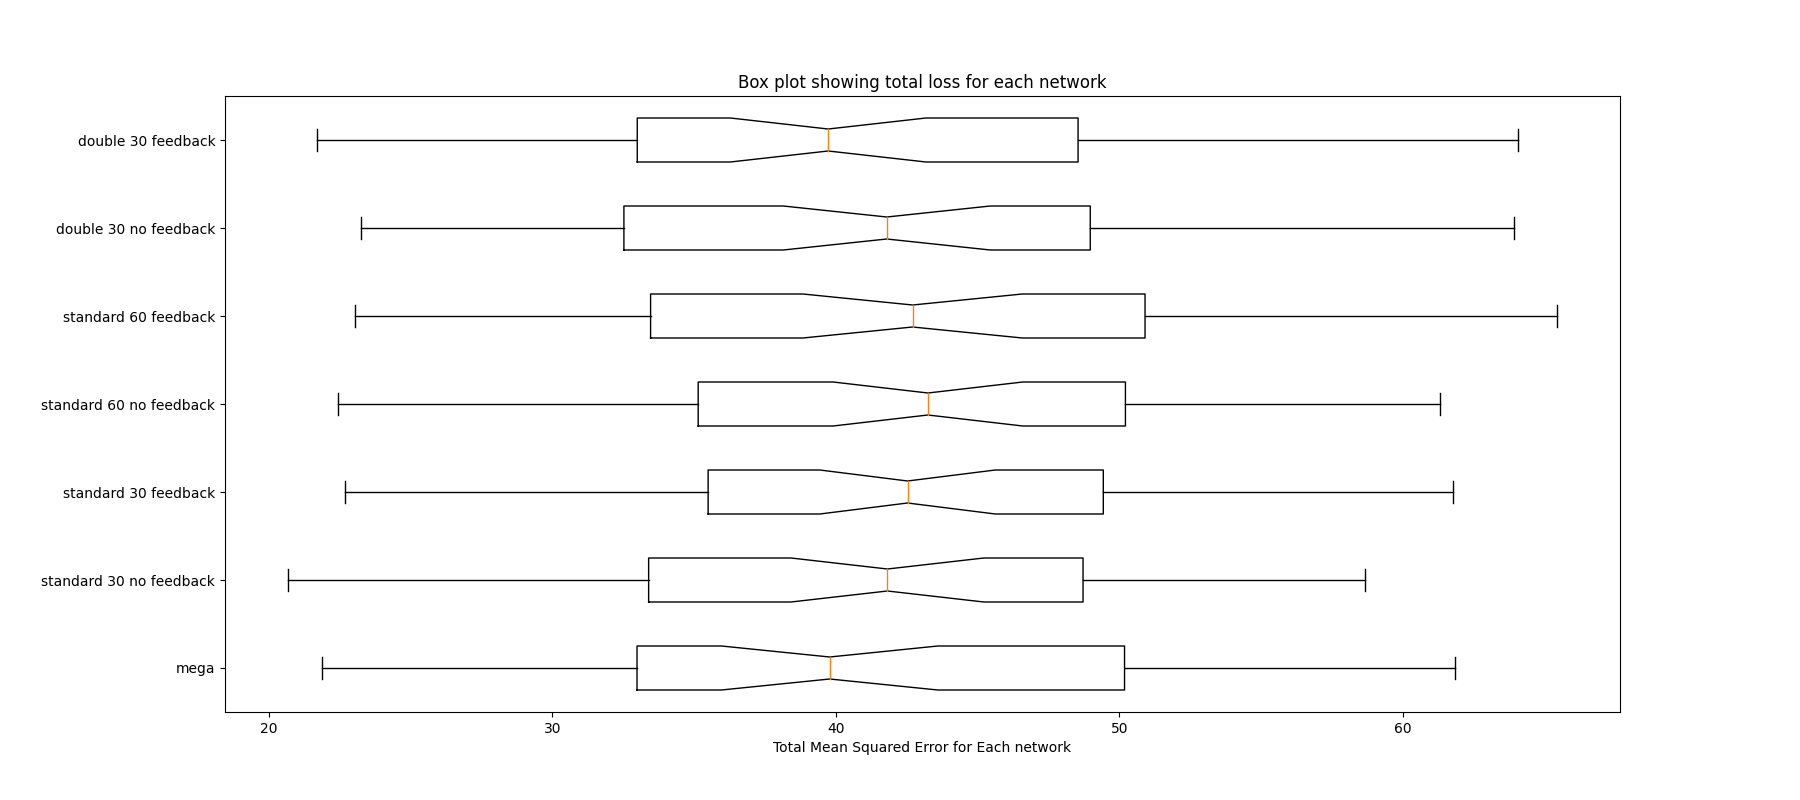 Box plot showing total loss for each network
double 30 feedback
double 30 no feedback
standard 60 feedback
standard 60 no feedback
standard 30 feedback
standard 30 no feedback
mega
20 30 40 50 60
Total Mean Squared Error for Each network